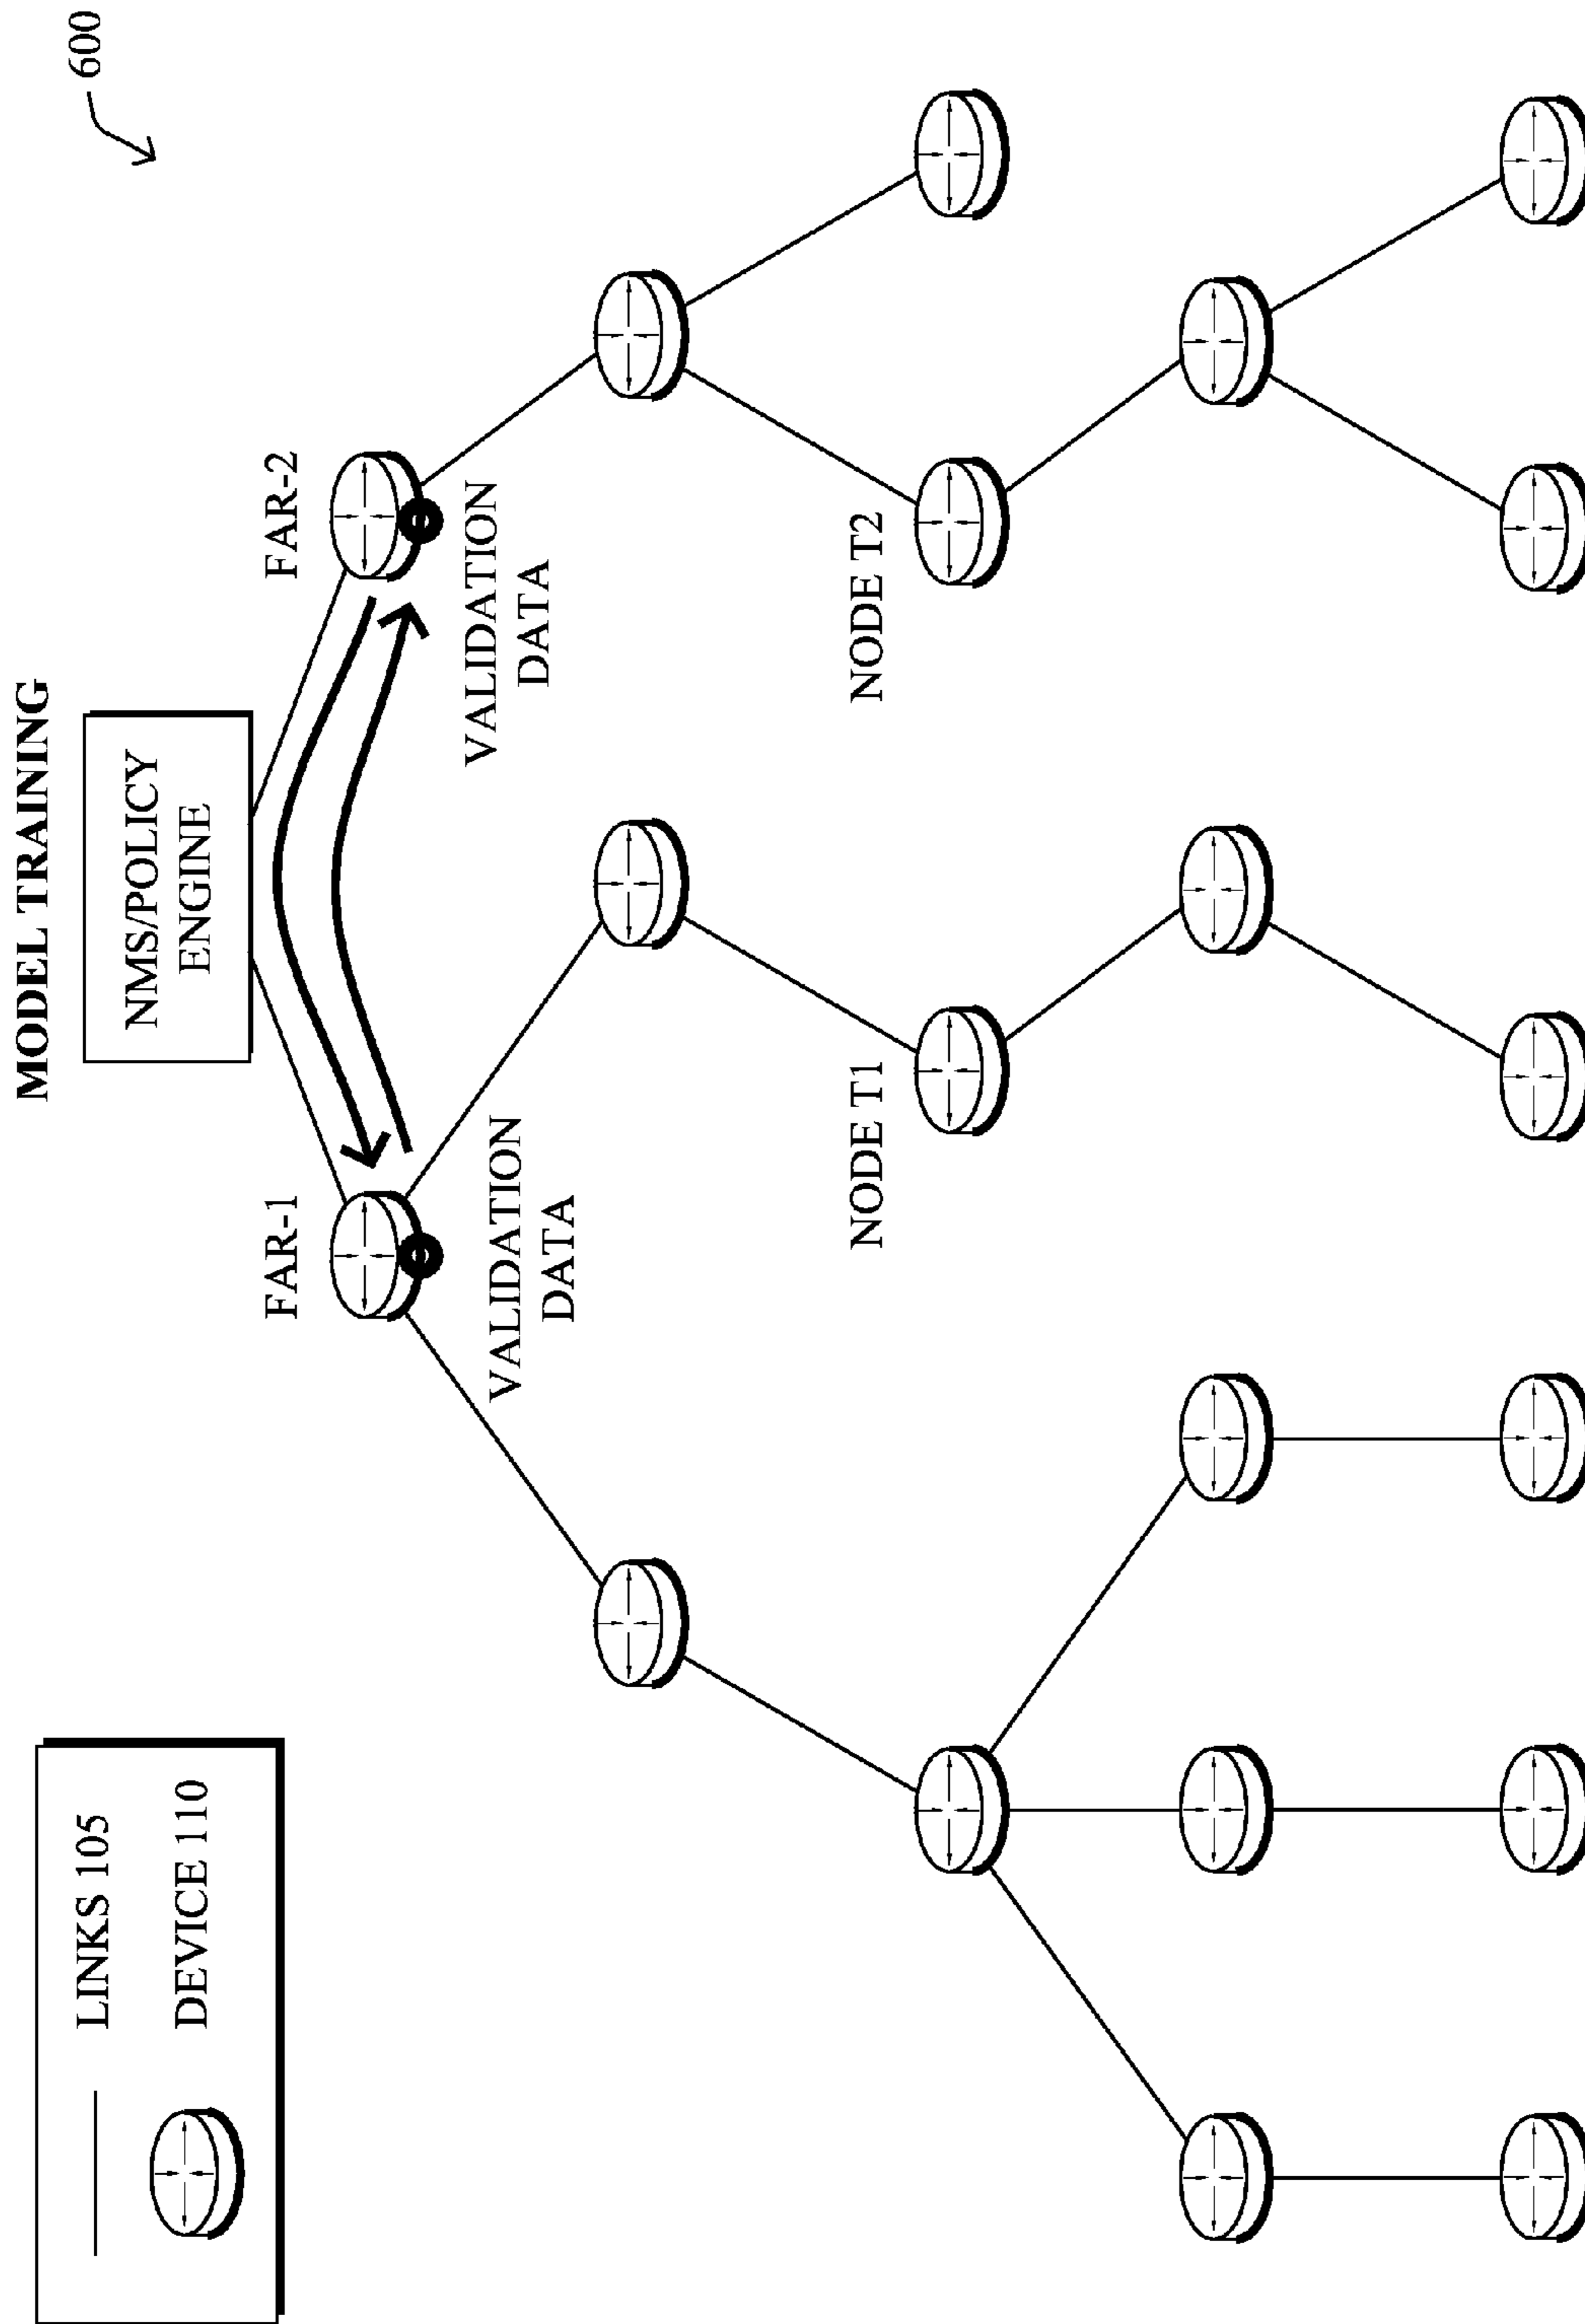 LINKS 105
DEVICE 110
MODEL TRAINING
NMS/POLICY
ENGINE
600
FAR-1
FAR-2
VALIDATION
DATA
VALIDATION
DATA
NODE T1
NODE T2